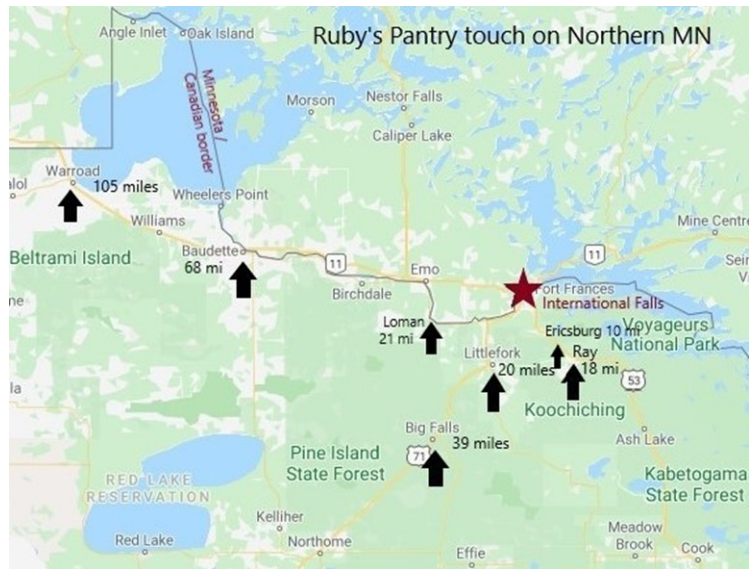 Ruby's Pantry touch on Northern MN
Angle Inlet
Oak Island
Minnesota /
Canadian border
Morson
Nestor Falls
Caliper Lake
Warroad
105 miles
Wheelers Point
Williams
Mine Centre
Beltrami Island
Baudette
68 mi
11
Birchdale
Emo
11
Fort Frances
International Falls
Loman
21 mi
Ericsburg 10 mi
Voyageurs
National Park
Ray
18 mi
Littlefork
20 miles
53
Koochiching
Big Falls
39 miles
71
Ash Lake
Pine Island
State Forest
Kabetogama
State Forest
RED LAKE
RESERVATION
Kelliher
Red Lake
Northome
Effie
Meadow
Brook
Cook